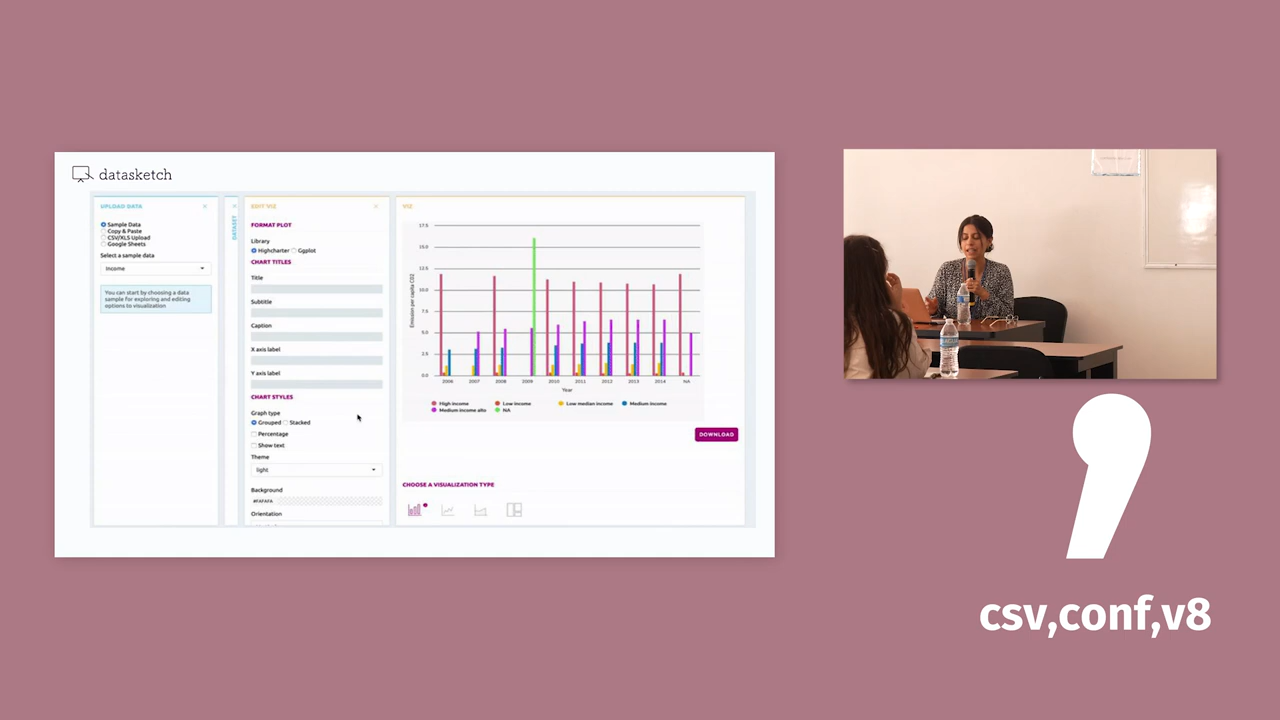 datasketch
UPLOAD DATA
Sample Data
Copy & Paste
CSV/XLS Upload
Google Sheets
Select a sample data
Income
You can start by choosing a data
sample for exploring and editing
options to visualization
DATASET
EDIT VIZ
FORMAT PLOT
Library
Highcharter Ggplot
CHART TITLES
Title
Subtitle
Caption
X axis label
Y axis label
CHART STYLES
Graph type
Grouped Stacked
Percentage
Show text
Theme
light
Background
#FAFAFA
Orientation
VIZ
17.5
15.0
12.5
10.0
7.5
5.0
2.5
0.0
Emission per capita CO2
2006 2007 2008 2009 2010 2011 2012 2013 2014 NA
Year
High income Low income Low median income Medium income
Medium income alto NA
DOWNLOAD
CHOOSE A VISUALIZATION TYPE
csv,conf,v8